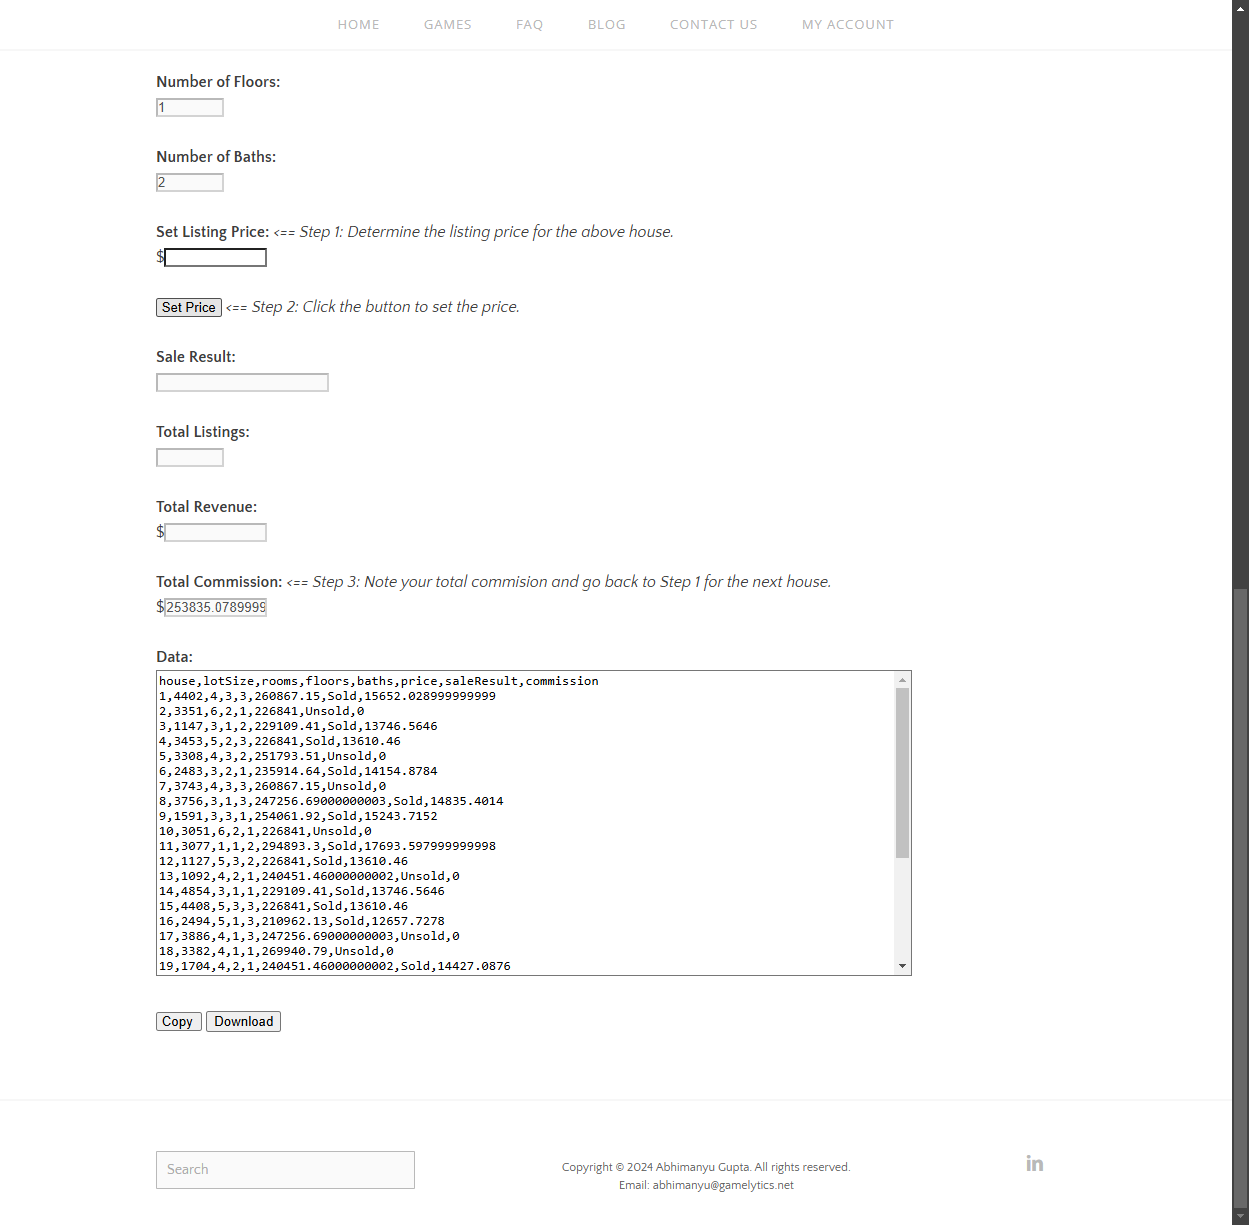 HOME GAMES FAQ BLOG CONTACT US MY ACCOUNT
Number of Floors:
1
Number of Baths:
2
Set Listing Price: <== Step 1: Determine the listing price for the above house.
$
Set Price <== Step 2: Click the button to set the price.
Sale Result:
Total Listings:
Total Revenue:
$
Total Commission: <== Step 3: Note your total commision and go back to Step 1 for the next house.
$253835.0789999
Data:
house,lotSize,rooms,floors,baths,price,saleResult,commission
1,4402,4,3,3,260867.15,Sold,15652.028999999999
2,3351,6,2,1,226841,Unsold,0
3,1147,3,1,2,229109.41,Sold,13746.5646
4,3453,5,2,3,226841,Sold,13610.46
5,3308,4,3,2,251793.51,Unsold,0
6,2483,3,2,1,235914.64,Sold,14154.8784
7,3743,4,3,3,260867.15,Unsold,0
8,3756,3,1,3,247256.69000000003,Sold,14835.4014
9,1591,3,3,1,254061.92,Sold,15243.7152
10,3051,6,2,1,226841,Unsold,0
11,3077,1,1,2,294893.3,Sold,17693.597999999998
12,1127,5,3,2,226841,Sold,13610.46
13,1092,4,2,1,240451.46000000002,Unsold,0
14,4854,3,1,1,229109.41,Sold,13746.5646
15,4408,5,3,3,226841,Sold,13610.46
16,2494,5,1,3,210962.13,Sold,12657.7278
17,3886,4,1,3,247256.69000000003,Unsold,0
18,3382,4,1,1,269940.79,Unsold,0
19,1704,4,2,1,240451.46000000002,Sold,14427.0876
Copy Download
Search
Copyright © 2024 Abhimanyu Gupta. All rights reserved.
Email: abhimanyu@gamelytics.net
in